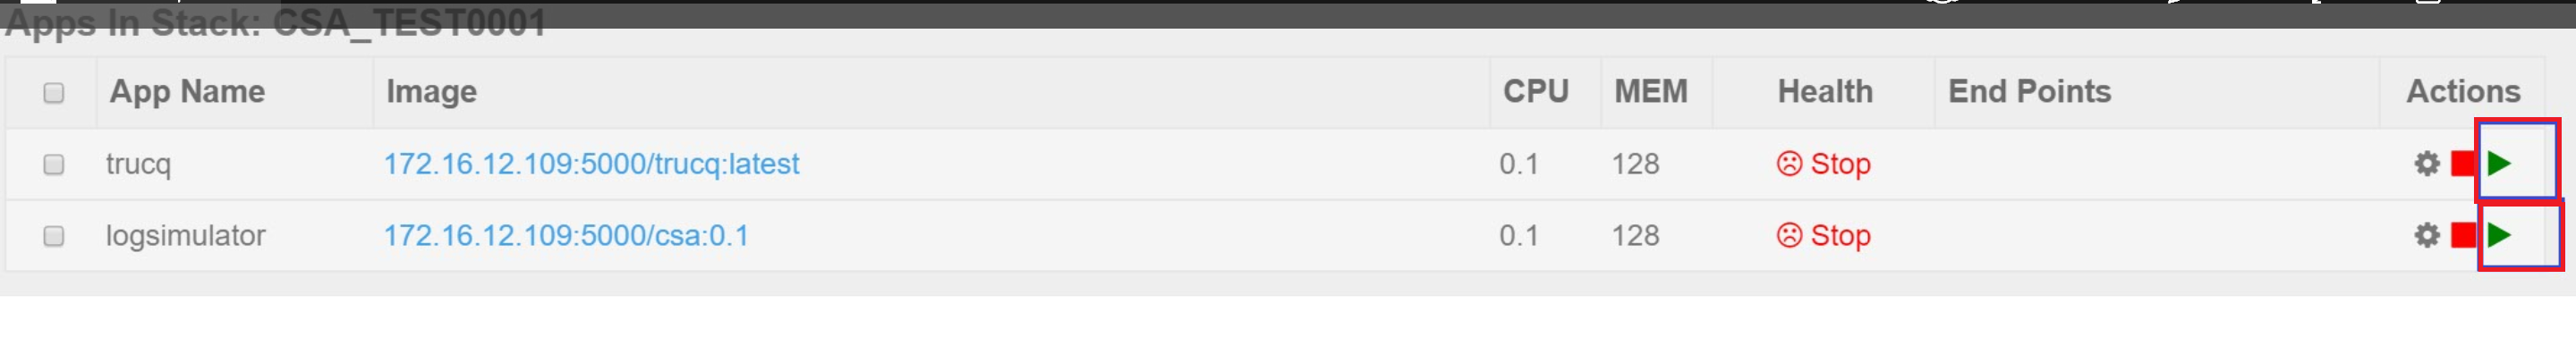 Apps In Stack: CSA_TEST0001
App Name Image CPU MEM Health End Points Actions
trucq 172.16.12.109:5000/trucq:latest 0.1 128 Stop
logsimulator 172.16.12.109:5000/csa:0.1 0.1 128 Stop